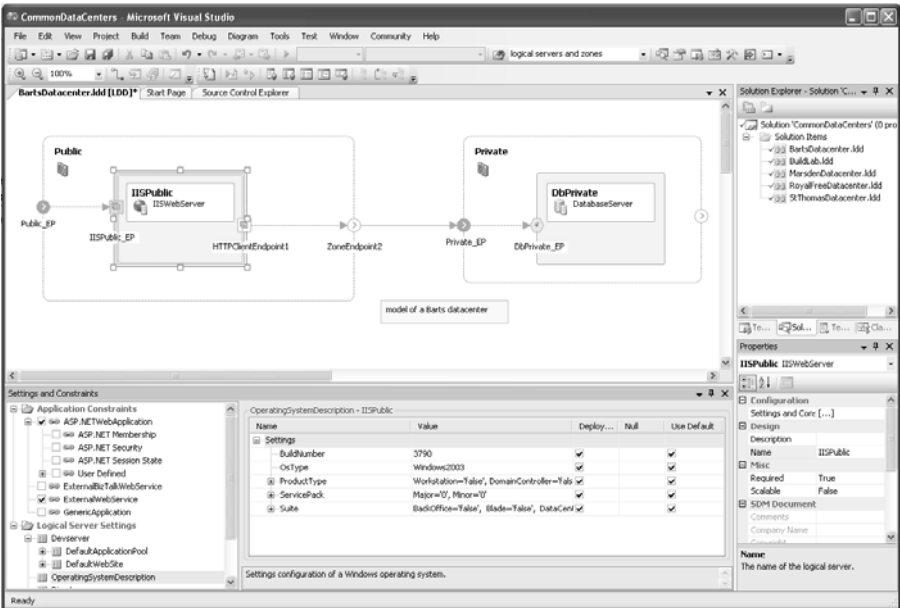 CommonDataCenters - Microsoft Visual Studio
File Edit View Project Build Team Debug Diagram Tools Test Window Community Help
logical servers and zones
100%
BartsDatacenter.ldd [LDD]* Start Page Source Control Explorer
Public
IISPublic
IISWebServer
Public_EP
IISPublic_EP
HTTPClientEndpoint1
ZoneEndpoint2
Private
DbPrivate
DatabaseServer
Private_EP
DbPrivate_EP
model of a Barts datacenter
Solution Explorer - Solution 'C...
Solution 'CommonDataCenters' (0 pro
Solution Items
BartsDatacenter.ldd
BuildLab.ldd
MarsdenDatacenter.ldd
RoyalFreeDatacenter.ldd
StThomasDatacenter.ldd
Te... Sol... Te... Cla...
Settings and Constraints
Application Constraints
ASP.NETWebApplication
ASP.NET Membership
ASP.NET Security
ASP.NET Session State
User Defined
ExternalBizTalkWebService
ExternalWebService
GenericApplication
Logical Server Settings
Devserver
DefaultApplicationPool
DefaultWebSite
OperatingSystemDescription
OperatingSystemDescription - IISPublic
Name Value Deploy... Null Use Default
Settings
BuildNumber 3790
OsType Windows2003
ProductType Workstation='False', DomainController='Fals
ServicePack Major='0', Minor='0'
Suite BackOffice='False', Blade='False', DataCent
Settings configuration of a Windows operating system.
Properties
IISPublic IISWebServer
Configuration
Settings and Conc [...]
Design
Description
Name IISPublic
Misc
Required True
Scalable False
SDM Document
Comments
Company Name
Copyright
Name
The name of the logical server.
Ready